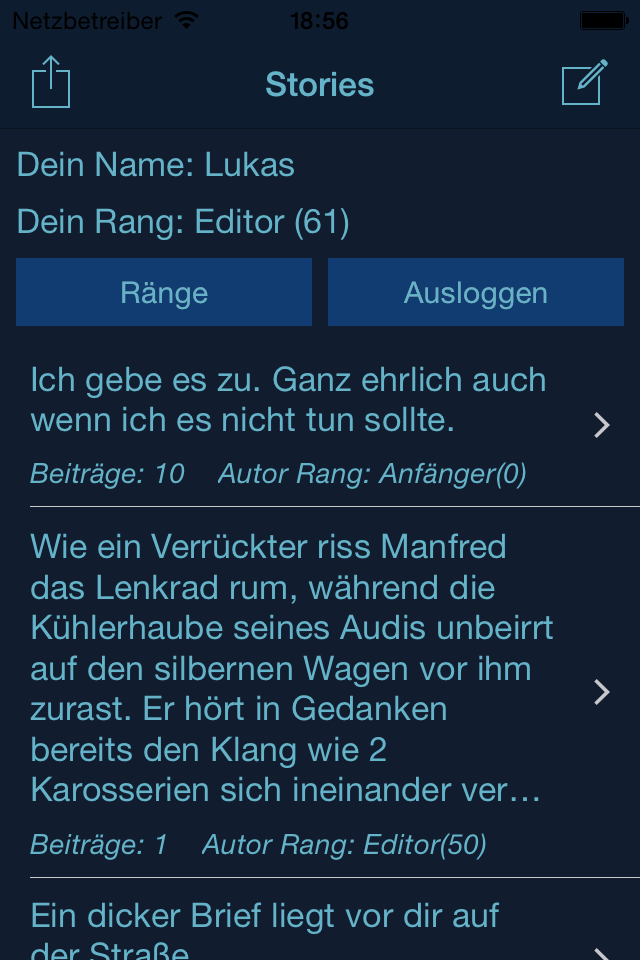 Netzbetreiber 18:56
Stories
Dein Name: Lukas
Dein Rang: Editor (61)
Ränge Ausloggen
Ich gebe es zu. Ganz ehrlich auch
wenn ich es nicht tun sollte.
Beiträge: 10 Autor Rang: Anfänger(0)
Wie ein Verrückter riss Manfred
das Lenkrad rum, während die
Kühlerhaube seines Audis unbeirrt
auf den silbernen Wagen vor ihm
zurast. Er hört in Gedanken
bereits den Klang wie 2
Karosserien sich ineinander ver…
Beiträge: 1 Autor Rang: Editor(50)
Ein dicker Brief liegt vor dir auf
der Straße